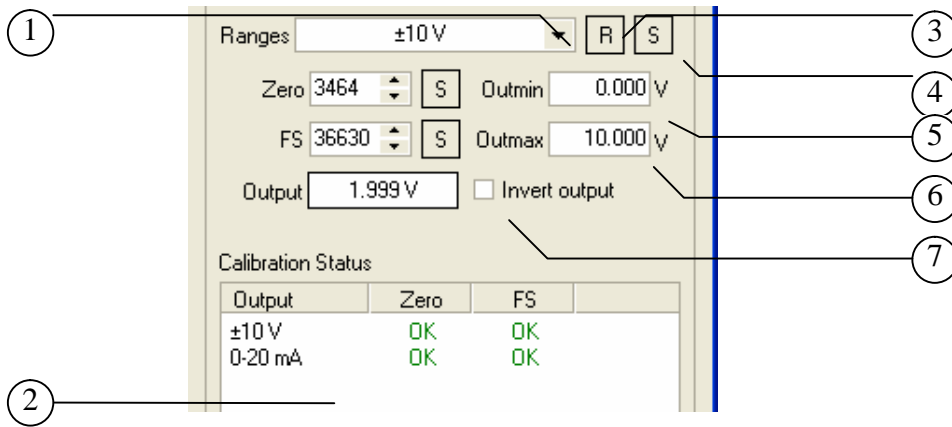 1
Ranges ±10 V R S
3
4
Zero 3464 S Outmin 0.000 V
5
FS 36630 S Outmax 10.000 V
6
Output 1.999 V Invert output
7
Calibration Status
Output Zero FS
±10 V OK OK
0-20 mA OK OK
2